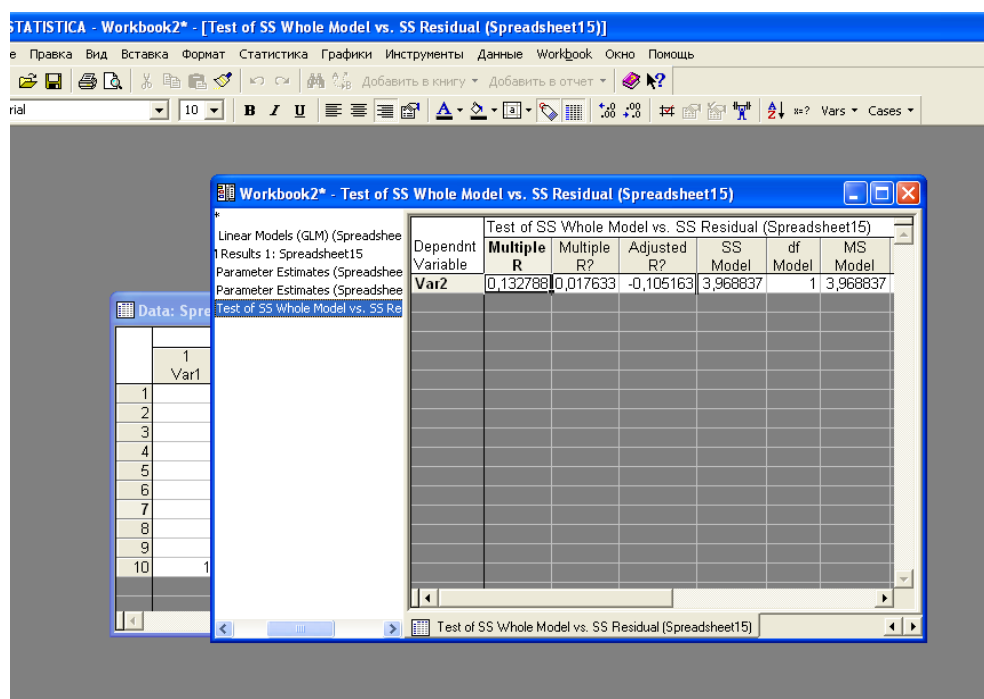 STATISTICA - Workbook2* - [Test of SS Whole Model vs. SS Residual (Spreadsheet15)]
е Правка Вид Вставка Формат Статистика Графики Инструменты Данные Workbook Окно Помощь
Добавить в книгу Добавить в отчет
rial 10 B I U Vars Cases
Workbook2* - Test of SS Whole Model vs. SS Residual (Spreadsheet15)
*
Linear Models (GLM) (Spreadshee
Results 1: Spreadsheet15
Parameter Estimates (Spreadshee
Parameter Estimates (Spreadshee
Test of SS Whole Model vs. SS Re
Test of SS Whole Model vs. SS Residual (Spreadsheet15)
Dependnt Multiple Multiple Adjusted SS df MS
Variable R R? R? Model Model Model
Var2 0,132788 0,017633 -0,105163 3,968837 1 3,968837
Test of SS Whole Model vs. SS Residual (Spreadsheet15)
Data: Spre
1
Var1
1
2
3
4
5
6
7
8
9
10 1